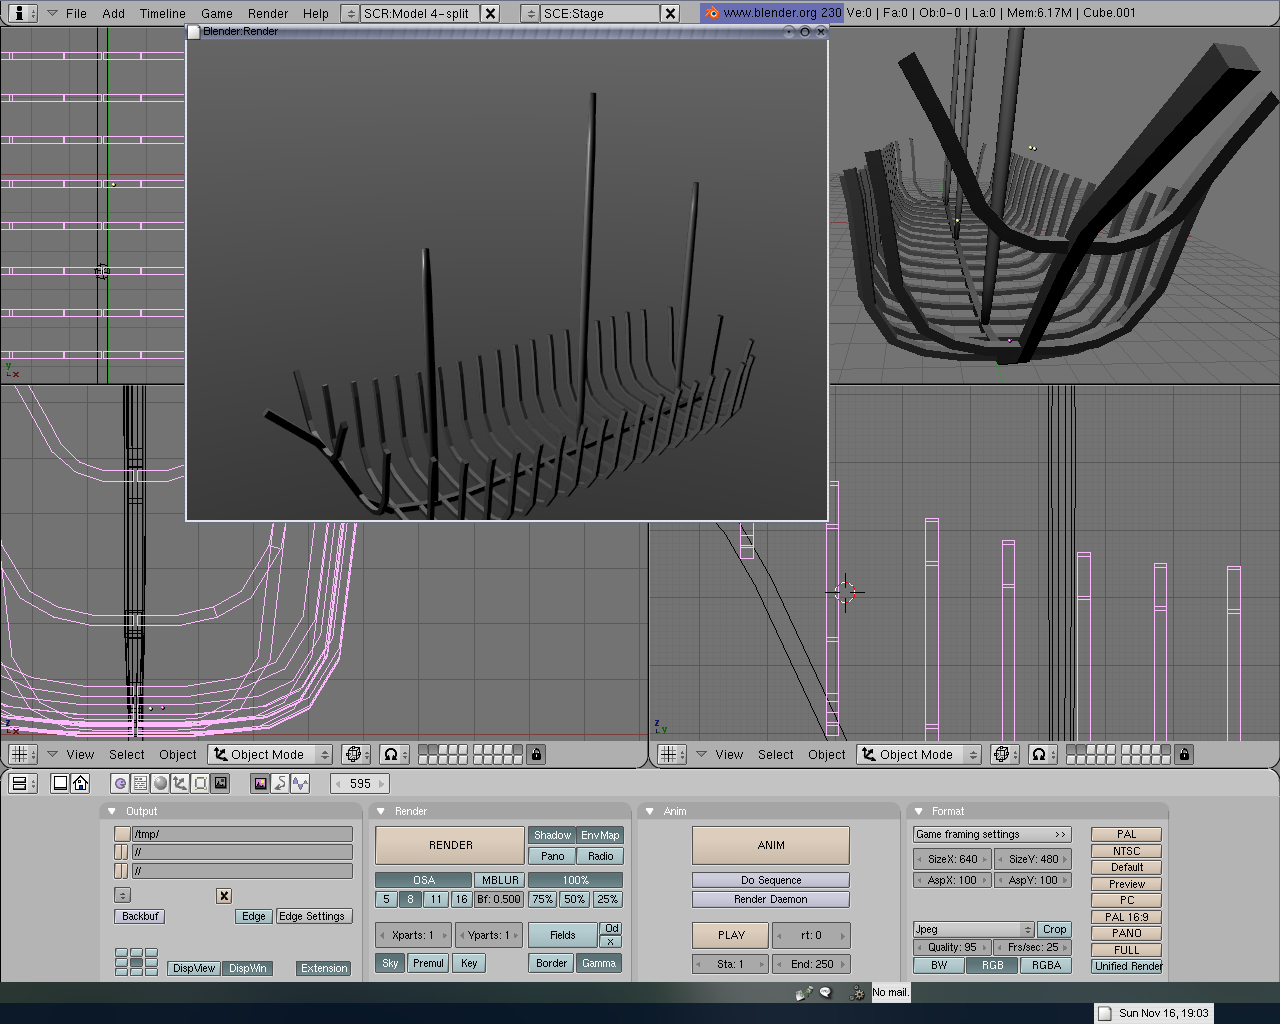 File Add Timeline Game Render Help SCR:Model 4-split SCE:Stage www.blender.org 230 Ve:0 | Fa:0 | Ob:0-0 | La:0 | Mem:6.17M | Cube.001
Blender:Render
y
x
z
x
z
y
View Select Object Object Mode
View Select Object Object Mode
595
Output
/tmp/
//
//
Backbuf Edge Edge Settings
DispView DispWin Extension
Render
RENDER
Shadow EnvMap
Pano Radio
OSA MBLUR 100%
5 8 11 16 Bf: 0.500 75% 50% 25%
Xparts: 1 Yparts: 1 Fields Od
x
Sky Premul Key Border Gamma
Anim
ANIM
Do Sequence
Render Daemon
PLAY rt: 0
Sta: 1 End: 250
Format
Game framing settings >>
SizeX: 640 SizeY: 480
AspX: 100 AspY: 100
Jpeg Crop
Quality: 95 Frs/sec: 25
BW RGB RGBA
PAL
NTSC
Default
Preview
PC
PAL 16:9
PANO
FULL
Unified Render
No mail.
Sun Nov 16, 19:03